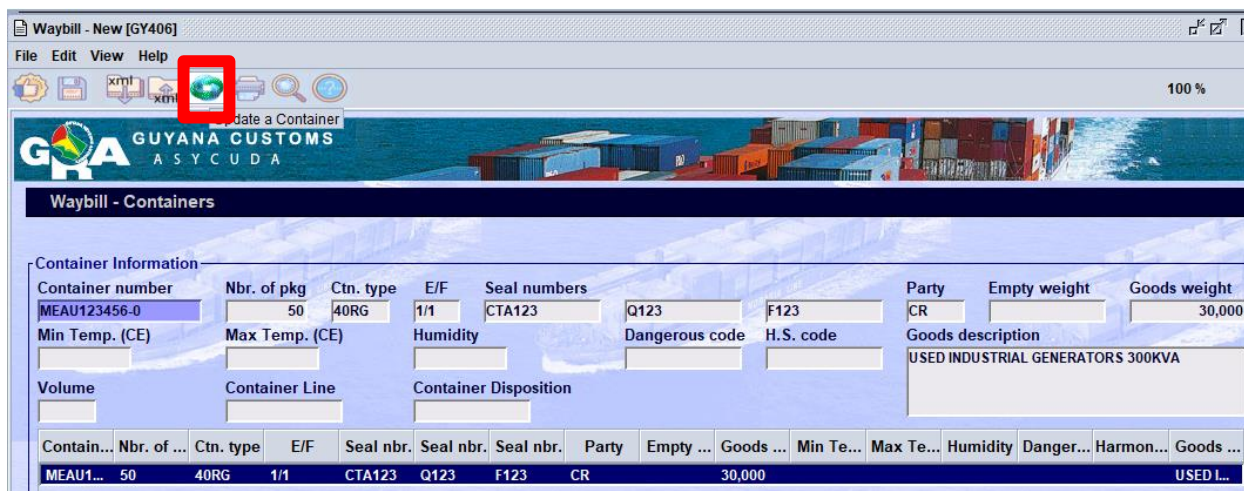 Waybill - New [GY406]
File Edit View Help
xml xml 100 %
Update a Container
GUYANA CUSTOMS
GRA ASYCUDA
Waybill - Containers
Container Information
Container number Nbr. of pkg Ctn. type E/F Seal numbers Party Empty weight Goods weight
MEAU123456-0 50 40RG 1/1 CTA123 Q123 F123 CR 30,000
Min Temp. (CE) Max Temp. (CE) Humidity Dangerous code H.S. code Goods description
USED INDUSTRIAL GENERATORS 300KVA
Volume Container Line Container Disposition
Contain... Nbr. of ... Ctn. type E/F Seal nbr. Seal nbr. Seal nbr. Party Empty ... Goods ... Min Te... Max Te... Humidity Danger... Harmon... Goods ...
MEAU1... 50 40RG 1/1 CTA123 Q123 F123 CR 30,000 USED I...